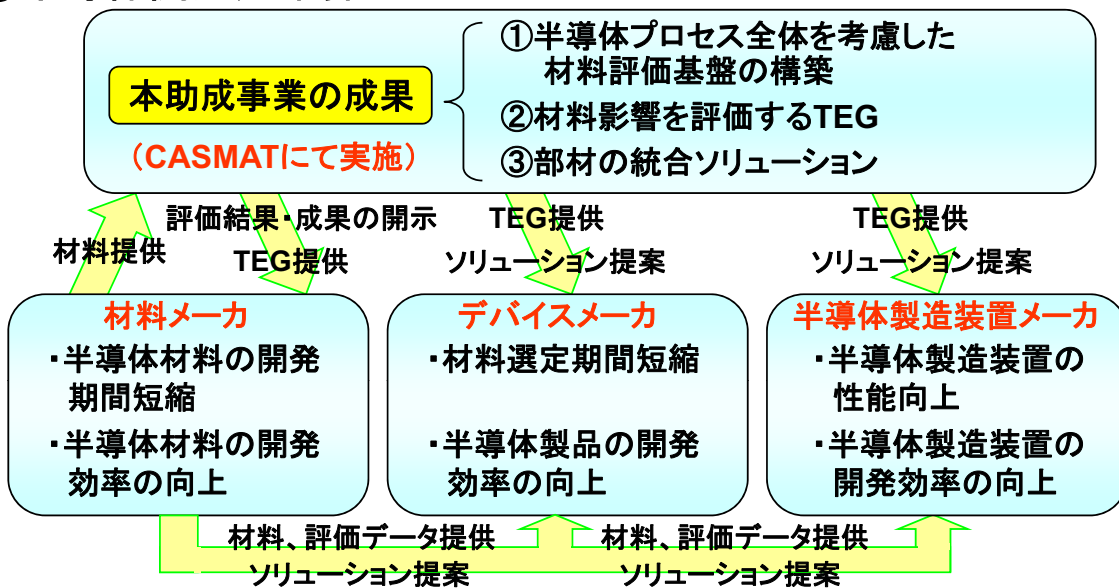 本助成事業の成果
(CASMATにて実施)
①半導体プロセス全体を考慮した
材料評価基盤の構築
②材料影響を評価するTEG
③部材の統合ソリューション
材料提供
評価結果・成果の開示
TEG提供
TEG提供
ソリューション提案
TEG提供
ソリューション提案
材料メーカ
・半導体材料の開発
期間短縮
・半導体材料の開発
効率の向上
デバイスメーカ
・材料選定期間短縮
・半導体製品の開発
効率の向上
半導体製造装置メーカ
・半導体製造装置の
性能向上
・半導体製造装置の
開発効率の向上
材料、評価データ提供
ソリューション提案
材料、評価データ提供
ソリューション提案